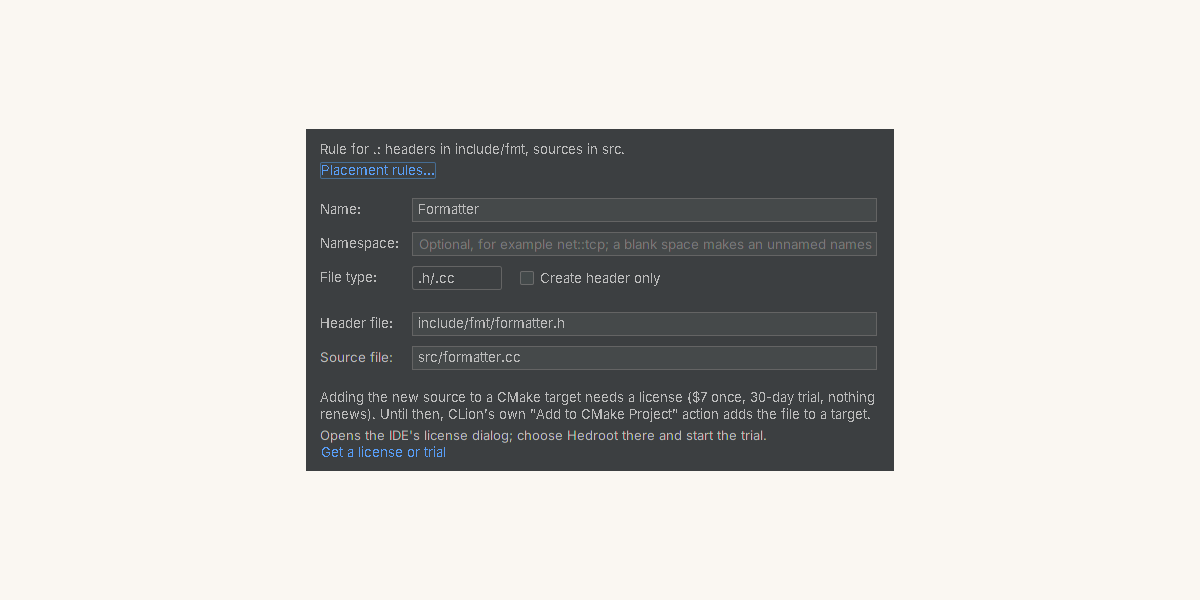 Rule for .: headers in include/fmt, sources in src.
Placement rules...
Name: Formatter
Namespace: Optional, for example net::tcp; a blank space makes an unnamed names
File type: .h/.cc Create header only
Header file: include/fmt/formatter.h
Source file: src/formatter.cc
Adding the new source to a CMake target needs a license ($7 once, 30-day trial, nothing
renews). Until then, CLion's own "Add to CMake Project" action adds the file to a target.
Opens the IDE's license dialog; choose Hedroot there and start the trial.
Get a license or trial